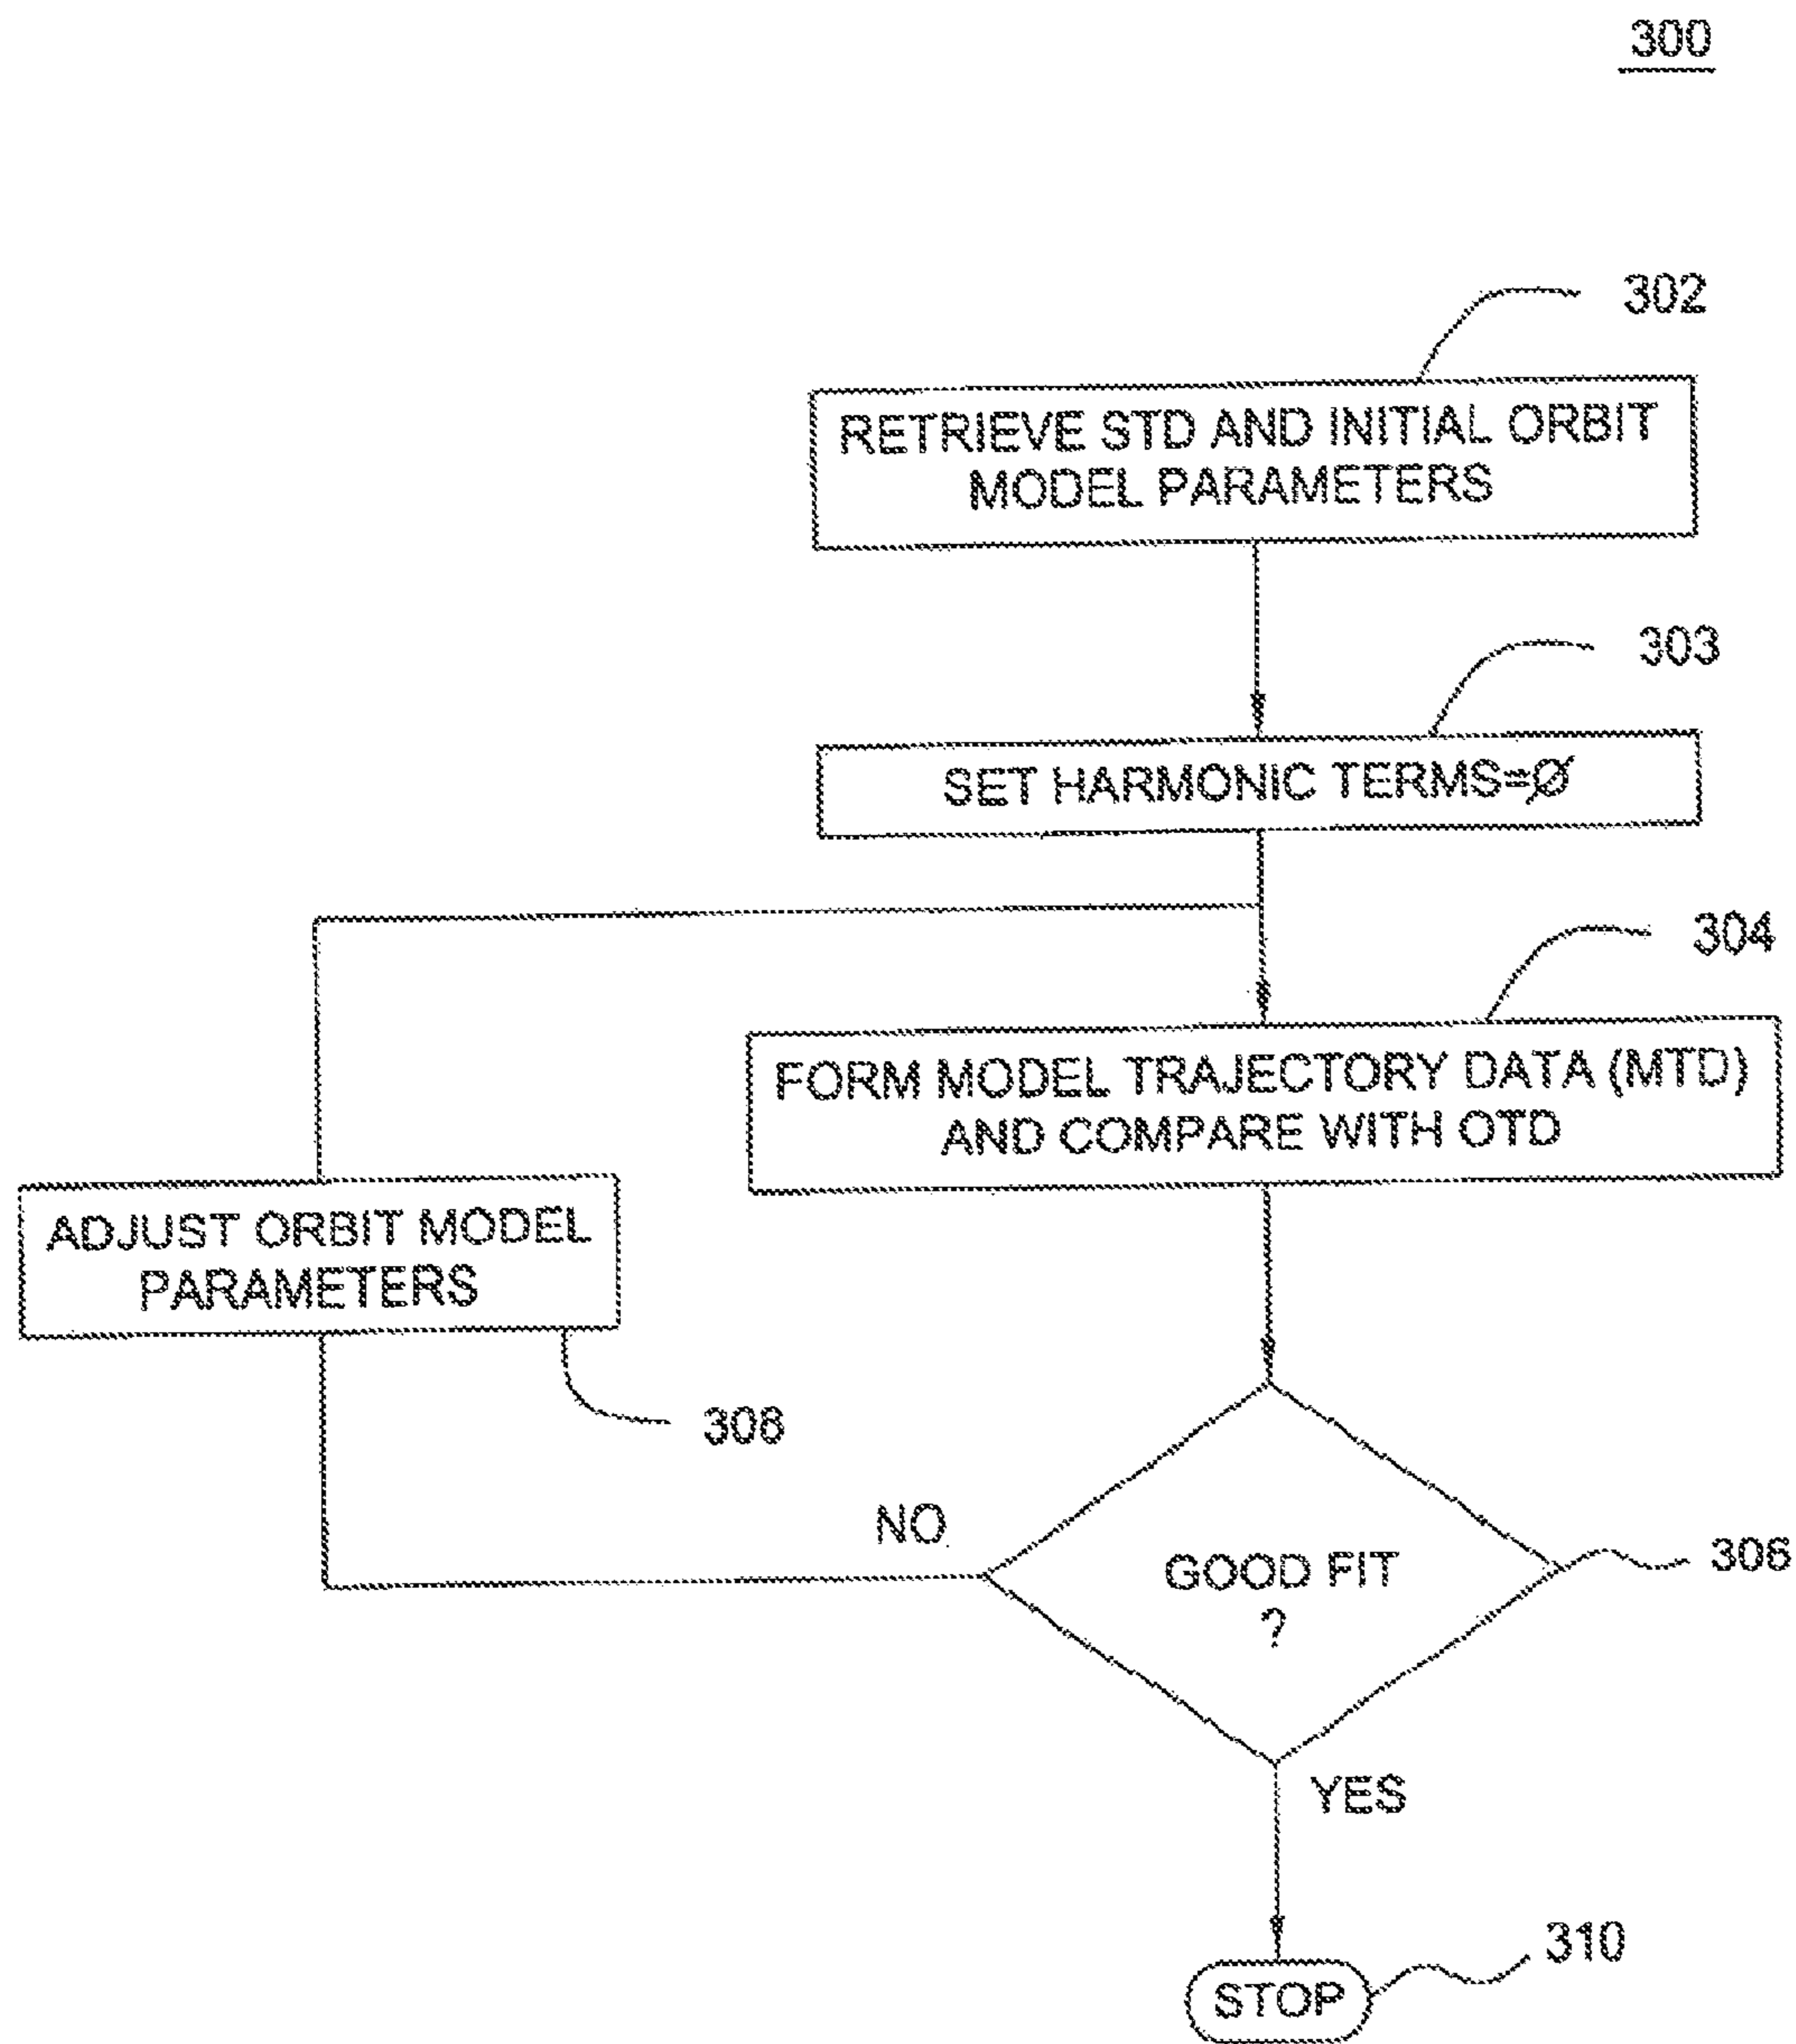 300
302
RETRIEVE STD AND INITIAL ORBIT
MODEL PARAMETERS
303
SET HARMONIC TERMS=Ø
304
FORM MODEL TRAJECTORY DATA (MTD)
AND COMPARE WITH OTD
ADJUST ORBIT MODEL
PARAMETERS
308
NO
GOOD FIT
?
306
YES
310
STOP